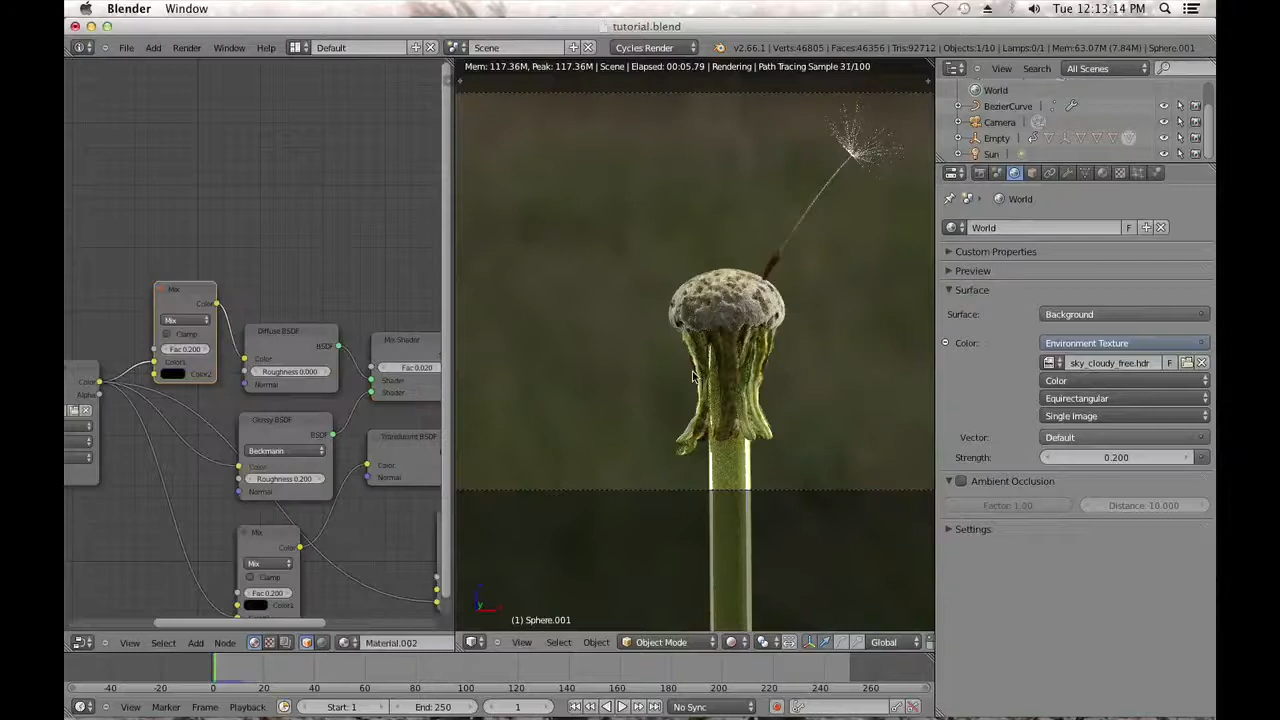 Blender Window Tue 12:13:14 PM
tutorial.blend
File Add Render Window Help Default Scene Cycles Render v2.66.1 | Verts:46805 | Faces:46356 | Tris:92712 | Objects:1/10 | Lamps:0/1 | Mem:63.07M (7.84M) | Sphere.001
Mem: 117.36M, Peak: 117.36M | Scene | Elapsed: 00:05.79 | Rendering | Path Tracing Sample 31/100
View Search All Scenes
World
BezierCurve
Camera
Empty
Sun
World
World F
Custom Properties
Preview
Surface
Surface: Background
Color: Environment Texture
sky_cloudy_free.hdr F
Color
Equirectangular
Single Image
Vector: Default
Strength: 0.200
Ambient Occlusion
Factor: 1.00 Distance: 10.000
Settings
Mix
Color
Mix
Clamp
Fac 0.200
Color1
Color2
Diffuse BSDF
BSDF
Color
Roughness 0.000
Normal
Mix Shader
Fac 0.020
Shader
Shader
Color
Alpha
Glossy BSDF
BSDF
Beckmann
Color
Roughness 0.200
Normal
Translucent BSDF
Color
Normal
Mix
Color
Mix
Clamp
Fac 0.200
Color1
(1) Sphere.001
View Select Add Node Material.002
View Select Object Object Mode Global
-40 -20 0 20 40 60 80 100 120 140 160 180 200 220 240 260
View Marker Frame Playback Start: 1 End: 250 1 No Sync